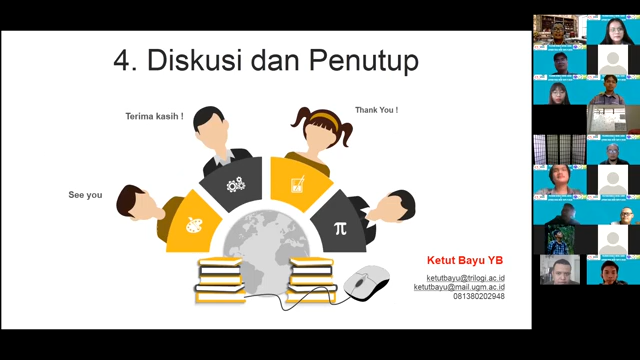 4. Diskusi dan Penutup
Terima kasih !
Thank You !
See you
π
Ketut Bayu YB
ketutbayu@trilogi.ac.id
ketutbayu@mail.ugm.ac.id
081380202948